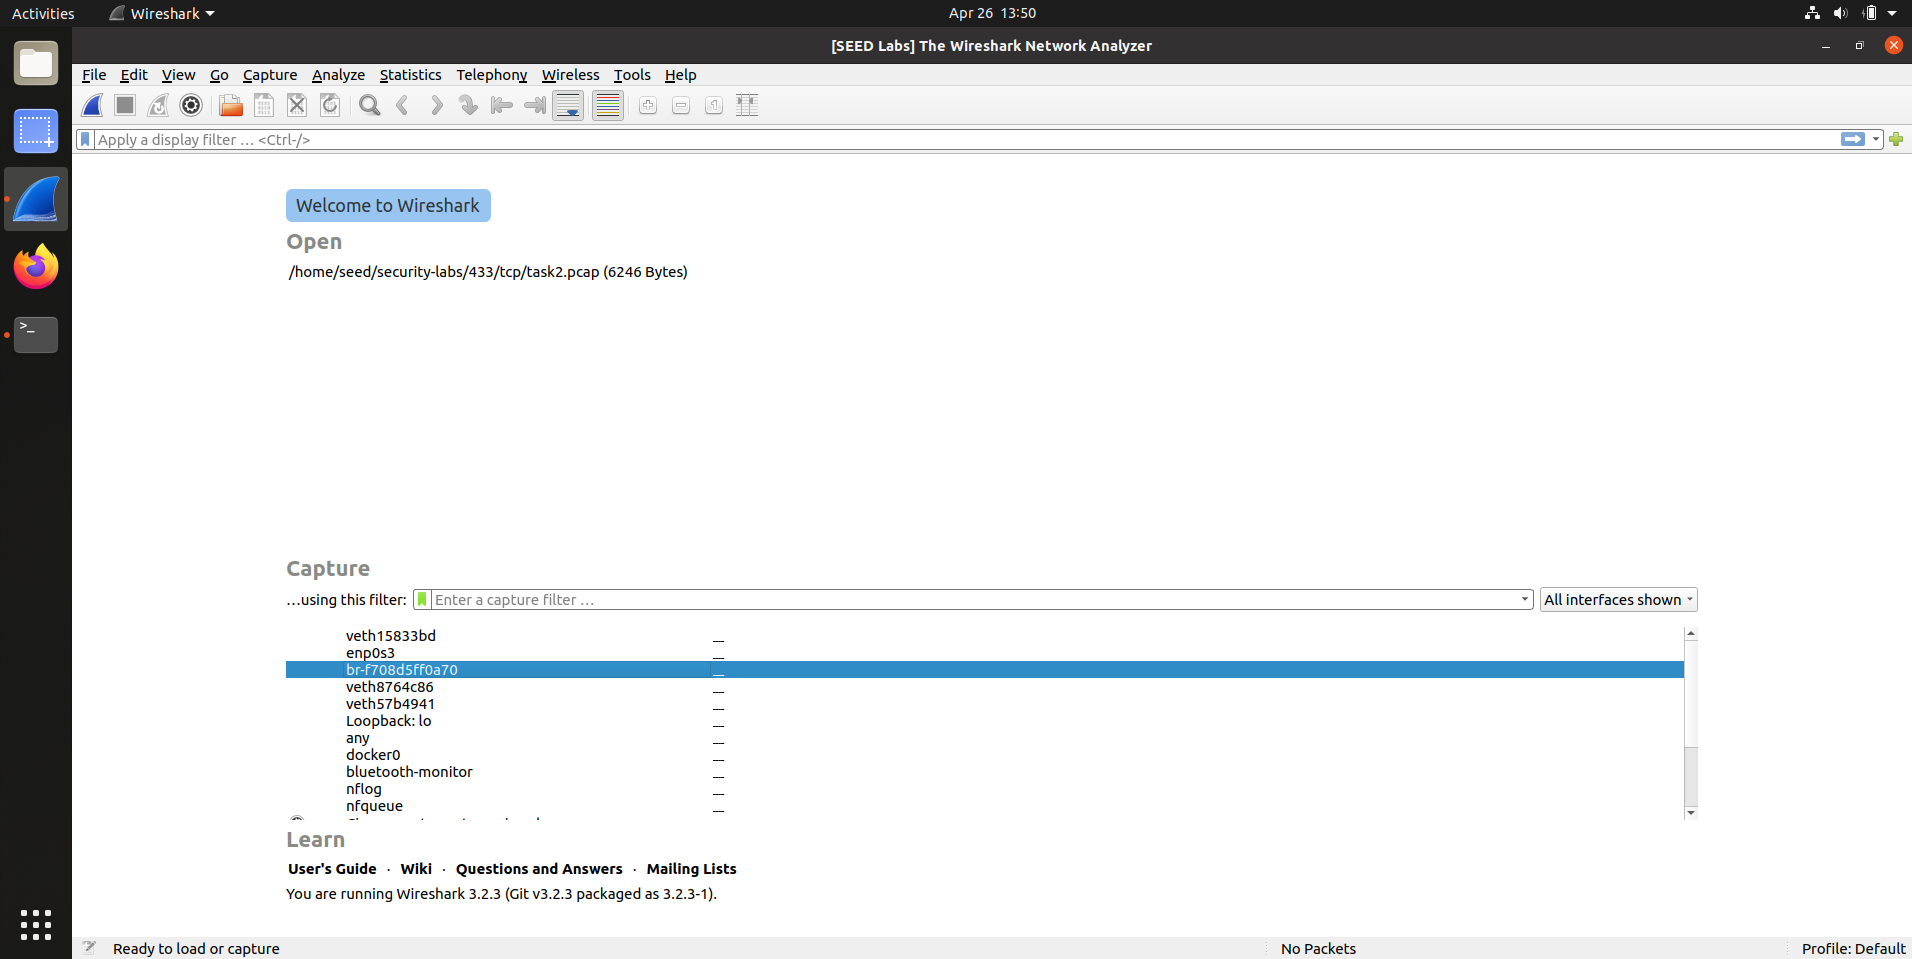 Activities Wireshark Apr 26 13:50
[SEED Labs] The Wireshark Network Analyzer
File Edit View Go Capture Analyze Statistics Telephony Wireless Tools Help
Apply a display filter … <Ctrl-/>
Welcome to Wireshark
Open
/home/seed/security-labs/433/tcp/task2.pcap (6246 Bytes)
Capture
…using this filter: Enter a capture filter … All interfaces shown
veth15833bd
enp0s3
br-f708d5ff0a70
veth8764c86
veth57b4941
Loopback: lo
any
docker0
bluetooth-monitor
nflog
nfqueue
Learn
User's Guide · Wiki · Questions and Answers · Mailing Lists
You are running Wireshark 3.2.3 (Git v3.2.3 packaged as 3.2.3-1).
Ready to load or capture No Packets Profile: Default